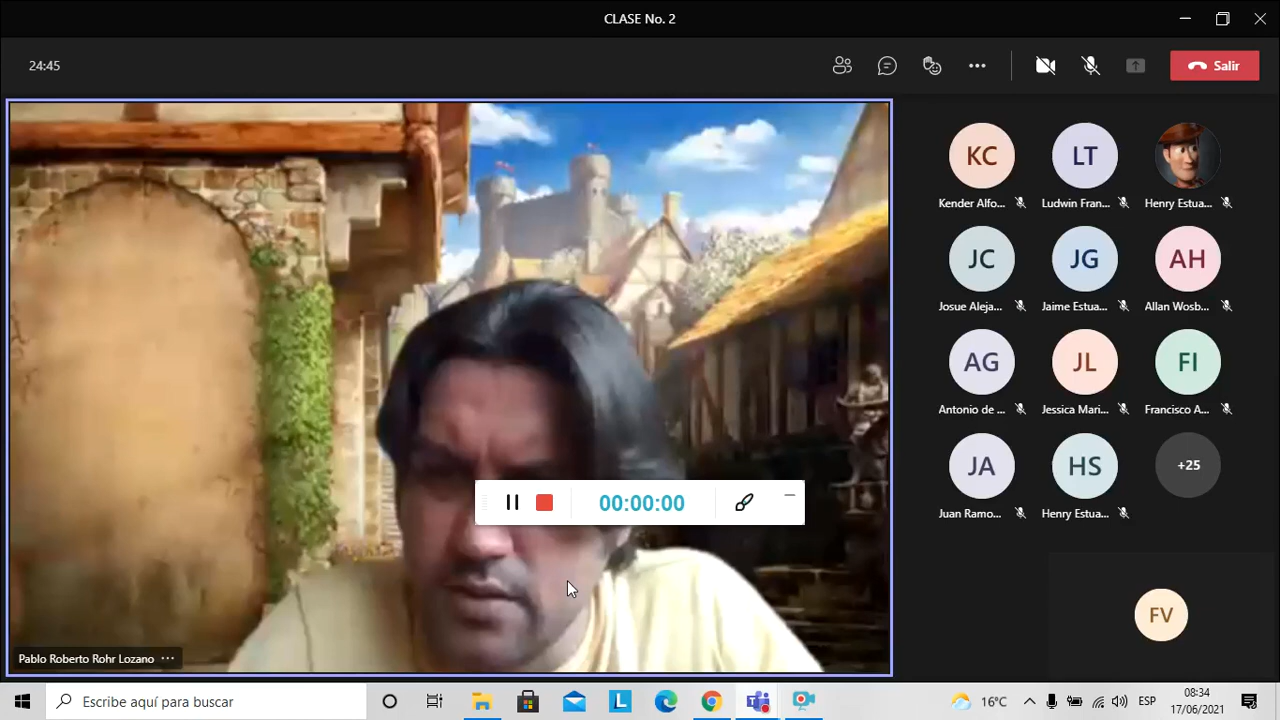 CLASE No. 2
24:45
Salir
KC
LT
Kender Alfo...
Ludwin Fran...
Henry Estua...
JC
JG
AH
Josue Aleja...
Jaime Estua...
Allan Wosb...
AG
JL
FI
Antonio de ...
Jessica Mari...
Francisco A...
JA
HS
+25
Juan Ramo...
Henry Estua...
00:00:00
FV
Pablo Roberto Rohr Lozano ...
Escribe aquí para buscar
L
16°C
ESP
08:34
17/06/2021